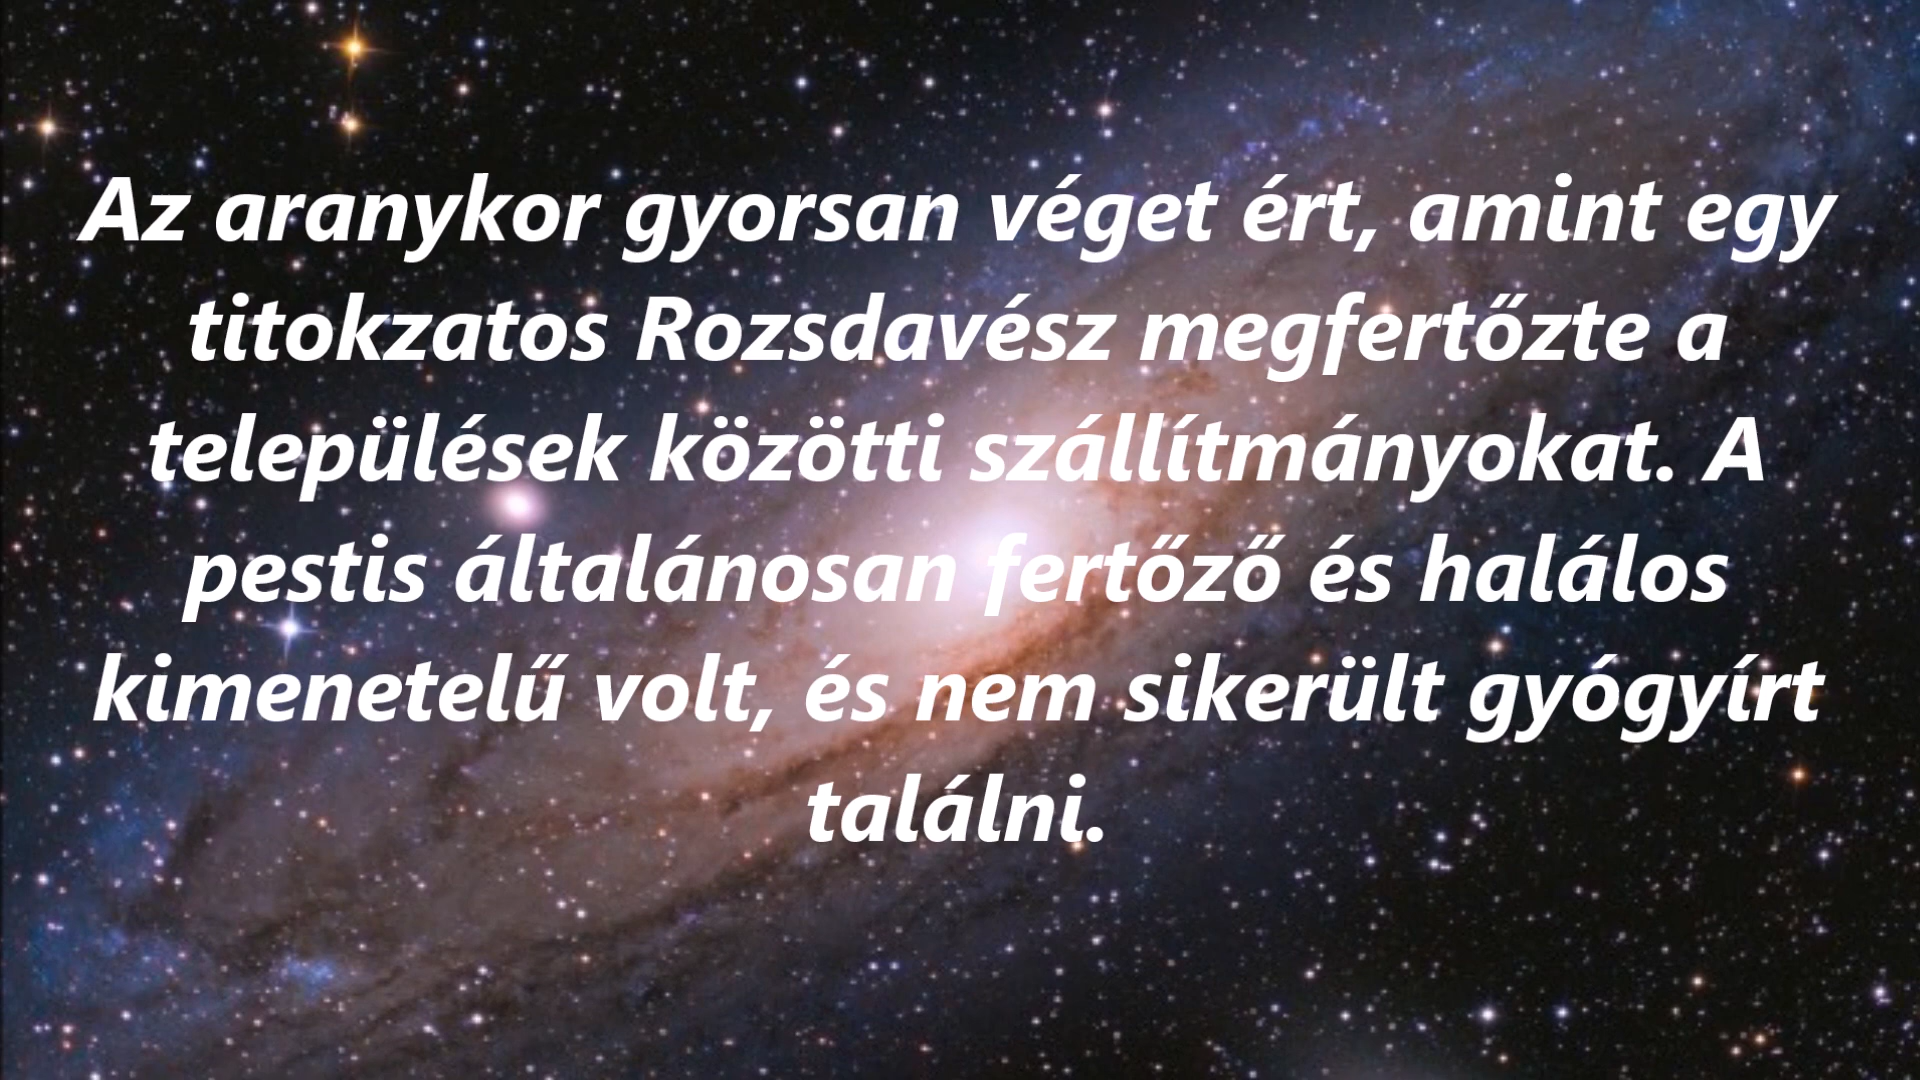 Az aranykor gyorsan véget ért, amint egy
titokzatos Rozsdavész megfertőzte a
települések közötti szállítmányokat. A
pestis általánosan fertőző és halálos
kimenetelű volt, és nem sikerült gyógyírt
találni.